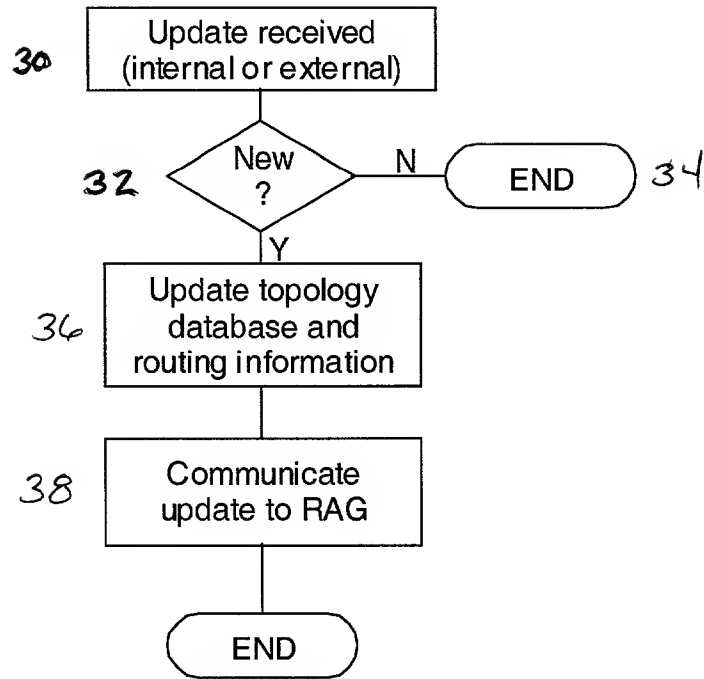 Update received
30
(internal or external)
New
N
32
?
END
34
Y
Update topology
36
database and
routing information
Communicate
38
update to RAG
END